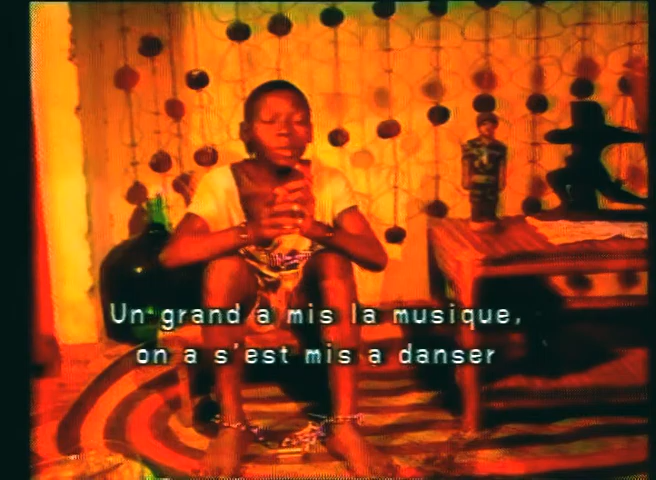 Un grand a mis la musique,
on a s'est mis a danser